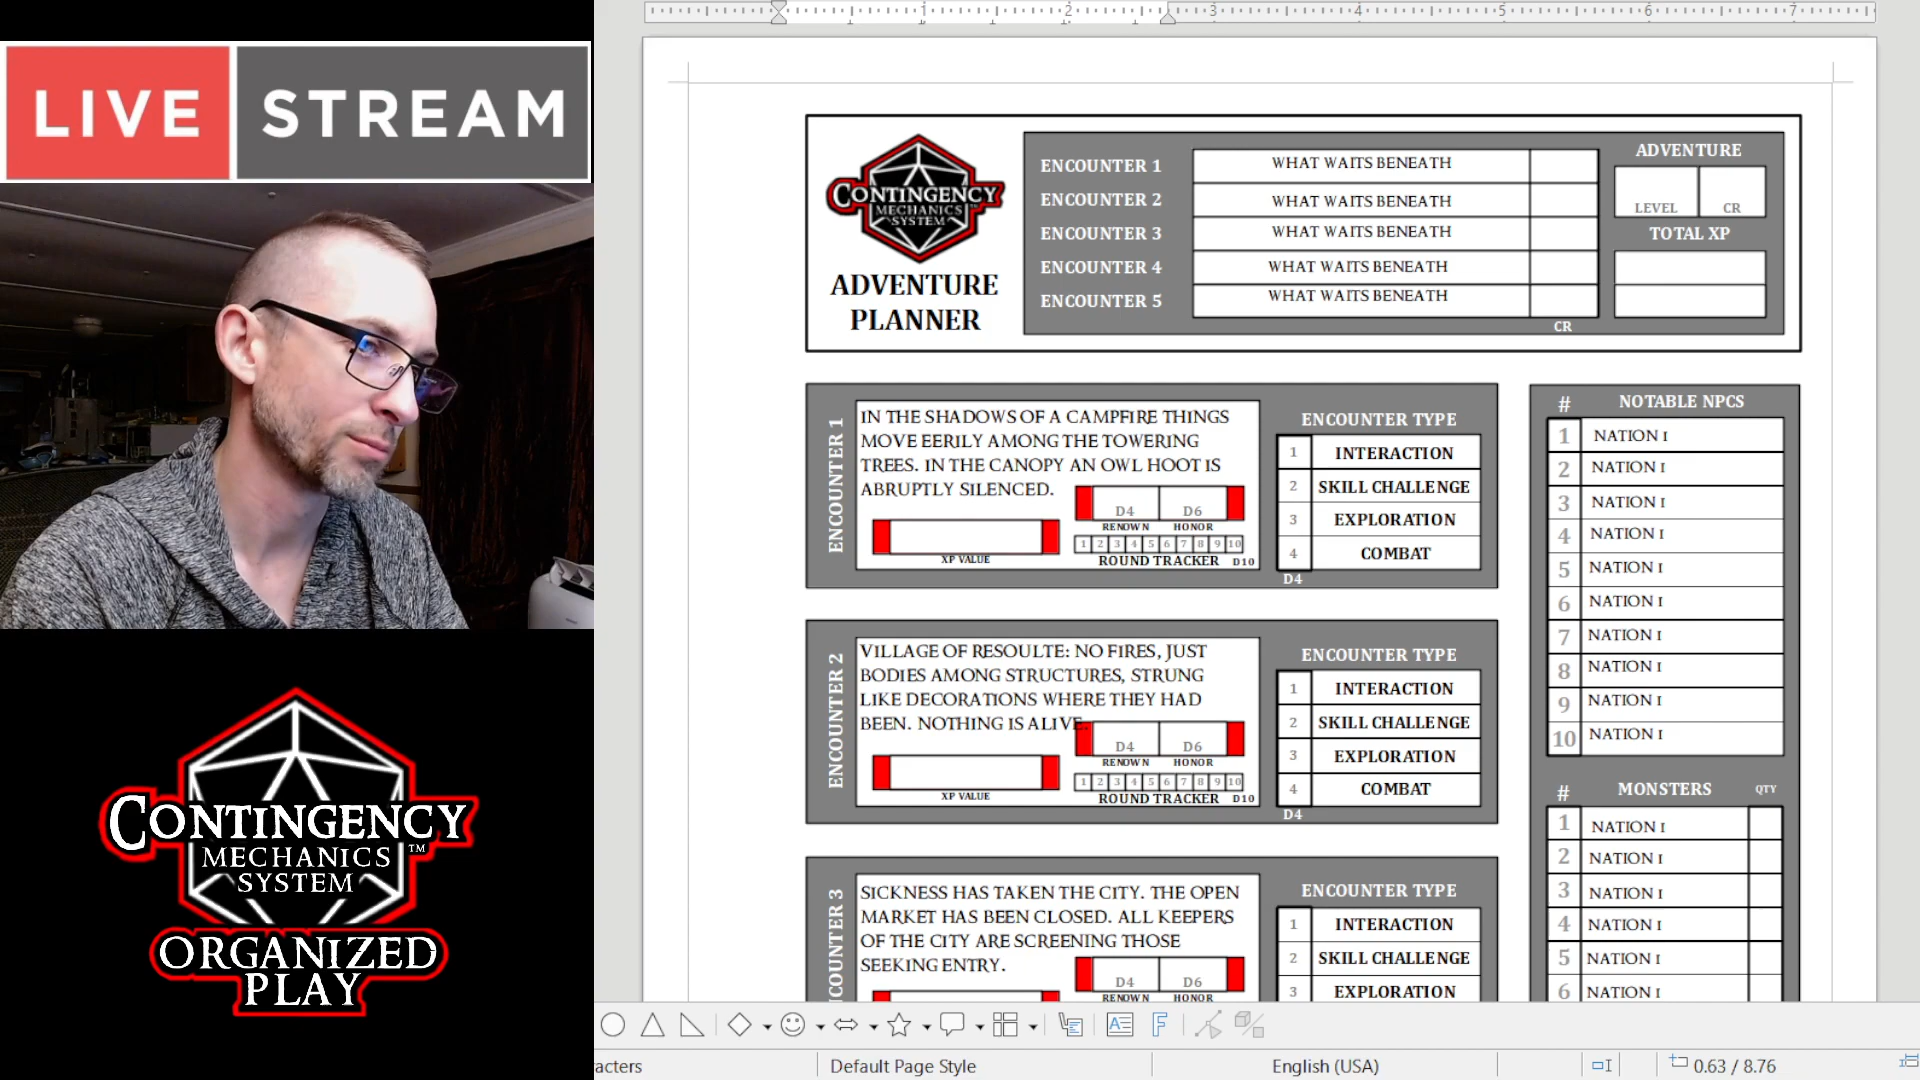 LIVE STREAM
CONTINGENCY
MECHANICS ™
SYSTEM
ORGANIZED
PLAY
1 2 3 4 5 6 7
CONTINGENCY
MECHANICS
SYSTEM
ADVENTURE
PLANNER
ENCOUNTER 1 WHAT WAITS BENEATH
ENCOUNTER 2 WHAT WAITS BENEATH
ENCOUNTER 3 WHAT WAITS BENEATH
ENCOUNTER 4 WHAT WAITS BENEATH
ENCOUNTER 5 WHAT WAITS BENEATH
CR
ADVENTURE
LEVEL CR
TOTAL XP
ENCOUNTER 1
IN THE SHADOWS OF A CAMPFIRE THINGS
MOVE EERILY AMONG THE TOWERING
TREES. IN THE CANOPY AN OWL HOOT IS
ABRUPTLY SILENCED.
D4 D6
RENOWN HONOR
1 2 3 4 5 6 7 8 9 10
XP VALUE
ROUND TRACKER D10
ENCOUNTER TYPE
1 INTERACTION
2 SKILL CHALLENGE
3 EXPLORATION
4 COMBAT
D4
ENCOUNTER 2
VILLAGE OF RESOULTE: NO FIRES, JUST
BODIES AMONG STRUCTURES, STRUNG
LIKE DECORATIONS WHERE THEY HAD
BEEN. NOTHING IS ALIVE.
D4 D6
RENOWN HONOR
1 2 3 4 5 6 7 8 9 10
XP VALUE
ROUND TRACKER D10
ENCOUNTER TYPE
1 INTERACTION
2 SKILL CHALLENGE
3 EXPLORATION
4 COMBAT
D4
COUNTER 3
SICKNESS HAS TAKEN THE CITY. THE OPEN
MARKET HAS BEEN CLOSED. ALL KEEPERS
OF THE CITY ARE SCREENING THOSE
SEEKING ENTRY.
D4 D6
RENOWN HONOR
ENCOUNTER TYPE
1 INTERACTION
2 SKILL CHALLENGE
3 EXPLORATION
# NOTABLE NPCS
1 NATION I
2 NATION I
3 NATION I
4 NATION I
5 NATION I
6 NATION I
7 NATION I
8 NATION I
9 NATION I
10 NATION I
# MONSTERS QTY
1 NATION I
2 NATION I
3 NATION I
4 NATION I
5 NATION I
6 NATION I
acters
Default Page Style
English (USA)
0.63 / 8.76